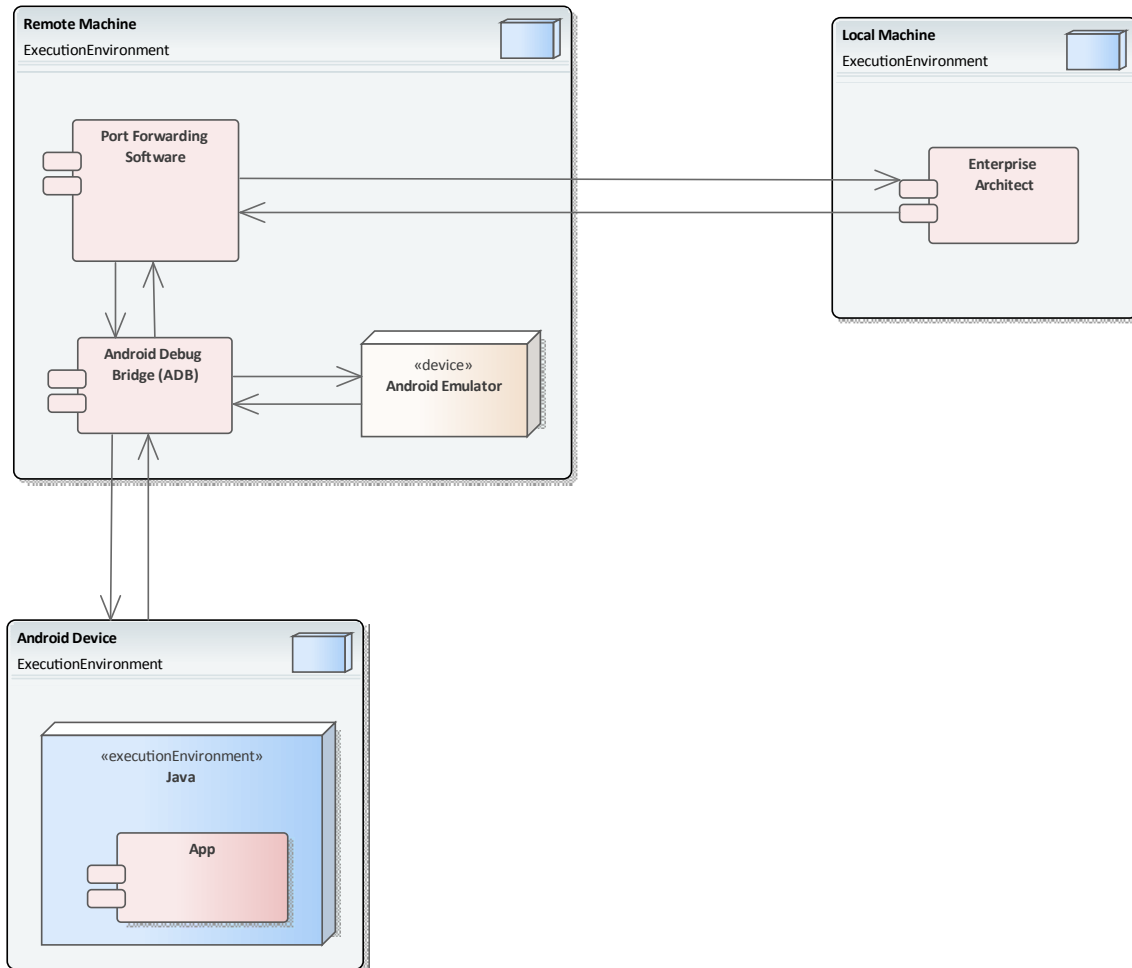 Remote Machine
ExecutionEnvironment
Port Forwarding
Software
Android Debug
Bridge (ADB)
«device»
Android Emulator
Local Machine
ExecutionEnvironment
Enterprise
Architect
Android Device
ExecutionEnvironment
«executionEnvironment»
Java
App